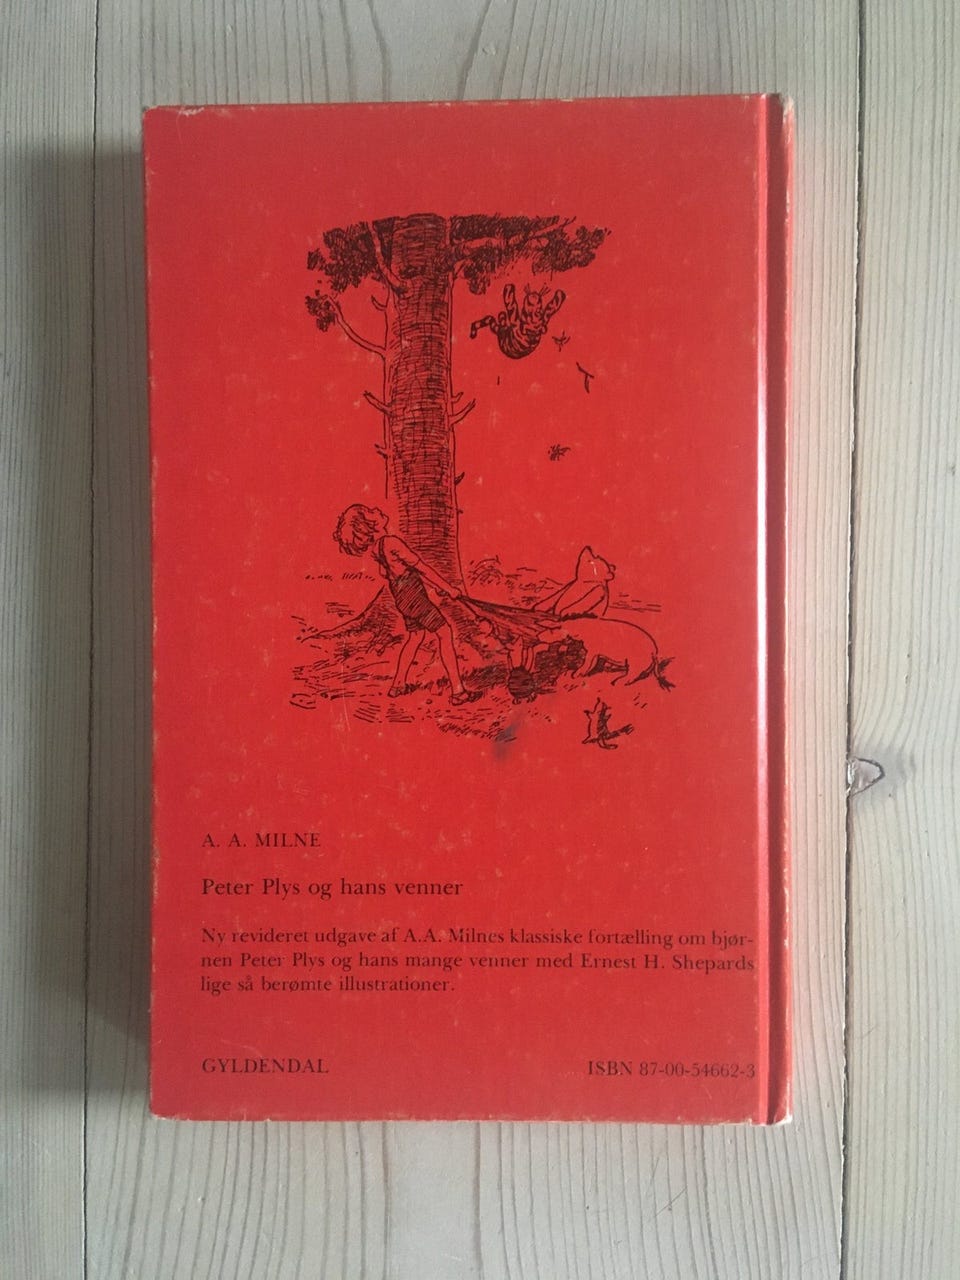 A. A. MILNE
Peter Plys og hans venner
Ny revideret udgave af A.A. Milnes klassiske fortælling om bjør-
nen Peter Plys og hans mange venner med Ernest H. Shepards
lige så berømte illustrationer.
GYLDENDAL
ISBN 87-00-54662-3